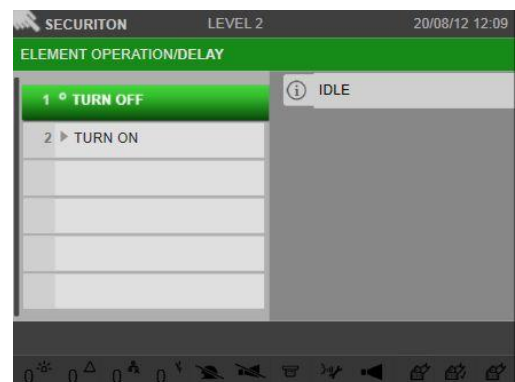 SECURITON LEVEL 2 20/08/12 12:09
ELEMENT OPERATION/DELAY
1 TURN OFF
IDLE
2 TURN ON
0 0 0 0